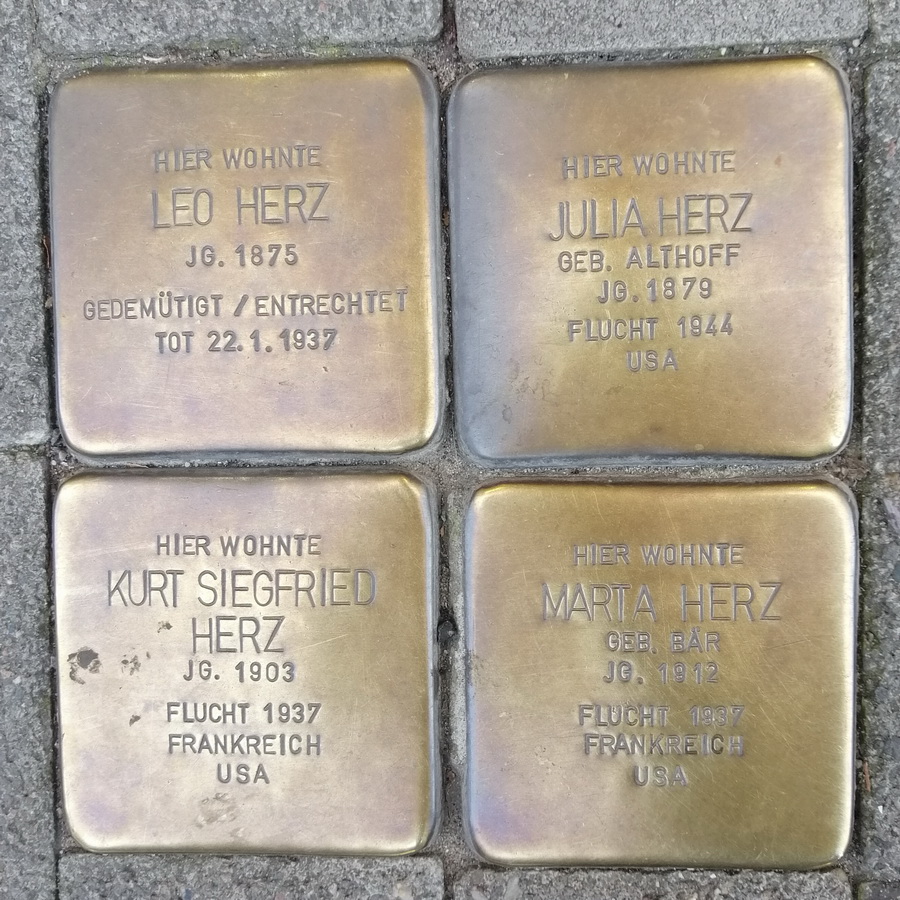 HIER WOHNTE
LEO HERZ
JG. 1875
GEDEMÜTIGT / ENTRECHTET
TOT 22.1.1937
HIER WOHNTE
JULIA HERZ
GEB. ALTHOFF
JG. 1879
FLUCHT 1944
USA
HIER WOHNTE
KURT SIEGFRIED
HERZ
JG. 1903
FLUCHT 1937
FRANKREICH
USA
HIER WOHNTE
MARTA HERZ
GEB. BÄR
JG. 1912
FLUCHT 1937
FRANKREICH
USA